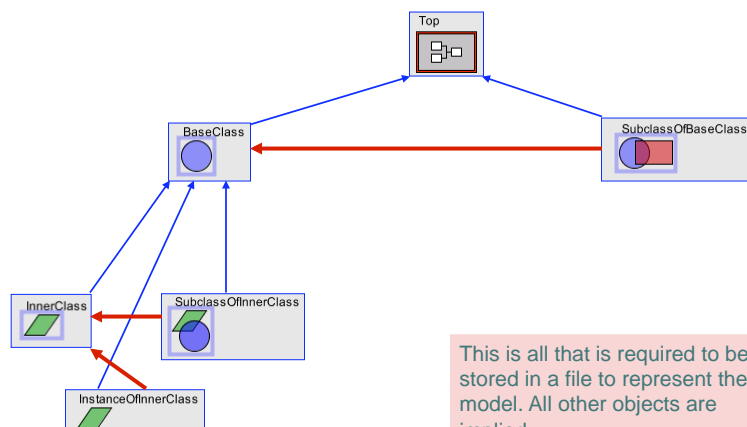 Top
BaseClass
SubclassOfBaseClass
InnerClass
SubclassOfInnerClass
InstanceOfInnerClass
This is all that is required to be
stored in a file to represent the
model. All other objects are
implied